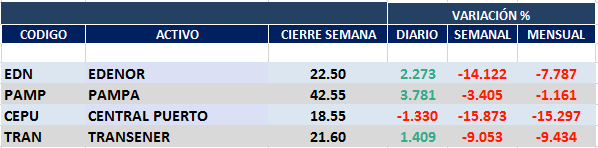 VARIACIÓN %
CODIGO ACTIVO CIERRE SEMANA DIARIO SEMANAL MENSUAL
EDN EDENOR 22.50 2.273 -14.122 -7.787
PAMP PAMPA 42.55 3.781 -3.405 -1.161
CEPU CENTRAL PUERTO 18.55 -1.330 -15.873 -15.297
TRAN TRANSENER 21.60 1.409 -9.053 -9.434